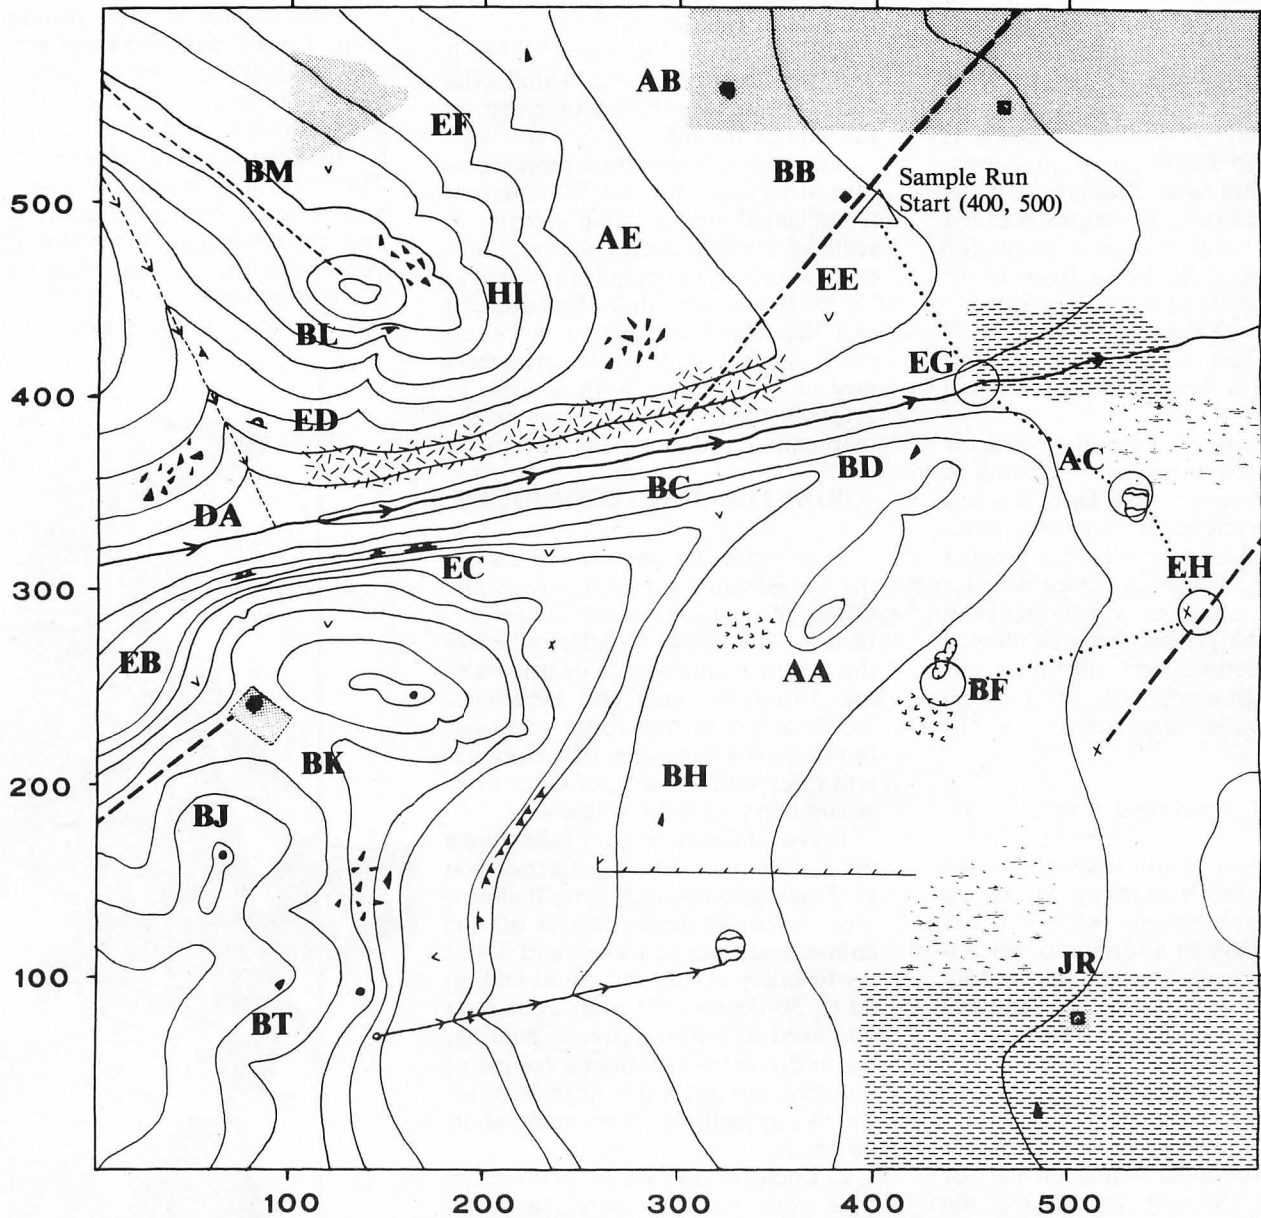 AB
EF
BM
BB
Sample Run
Start (400, 500)
500
AE
EE
HI
BL
EG
400
ED
BD
AC
BC
DA
EC
EH
300
EB
AA
BF
BK
BH
200
BJ
JR
100
BT
100
200
300
400
500